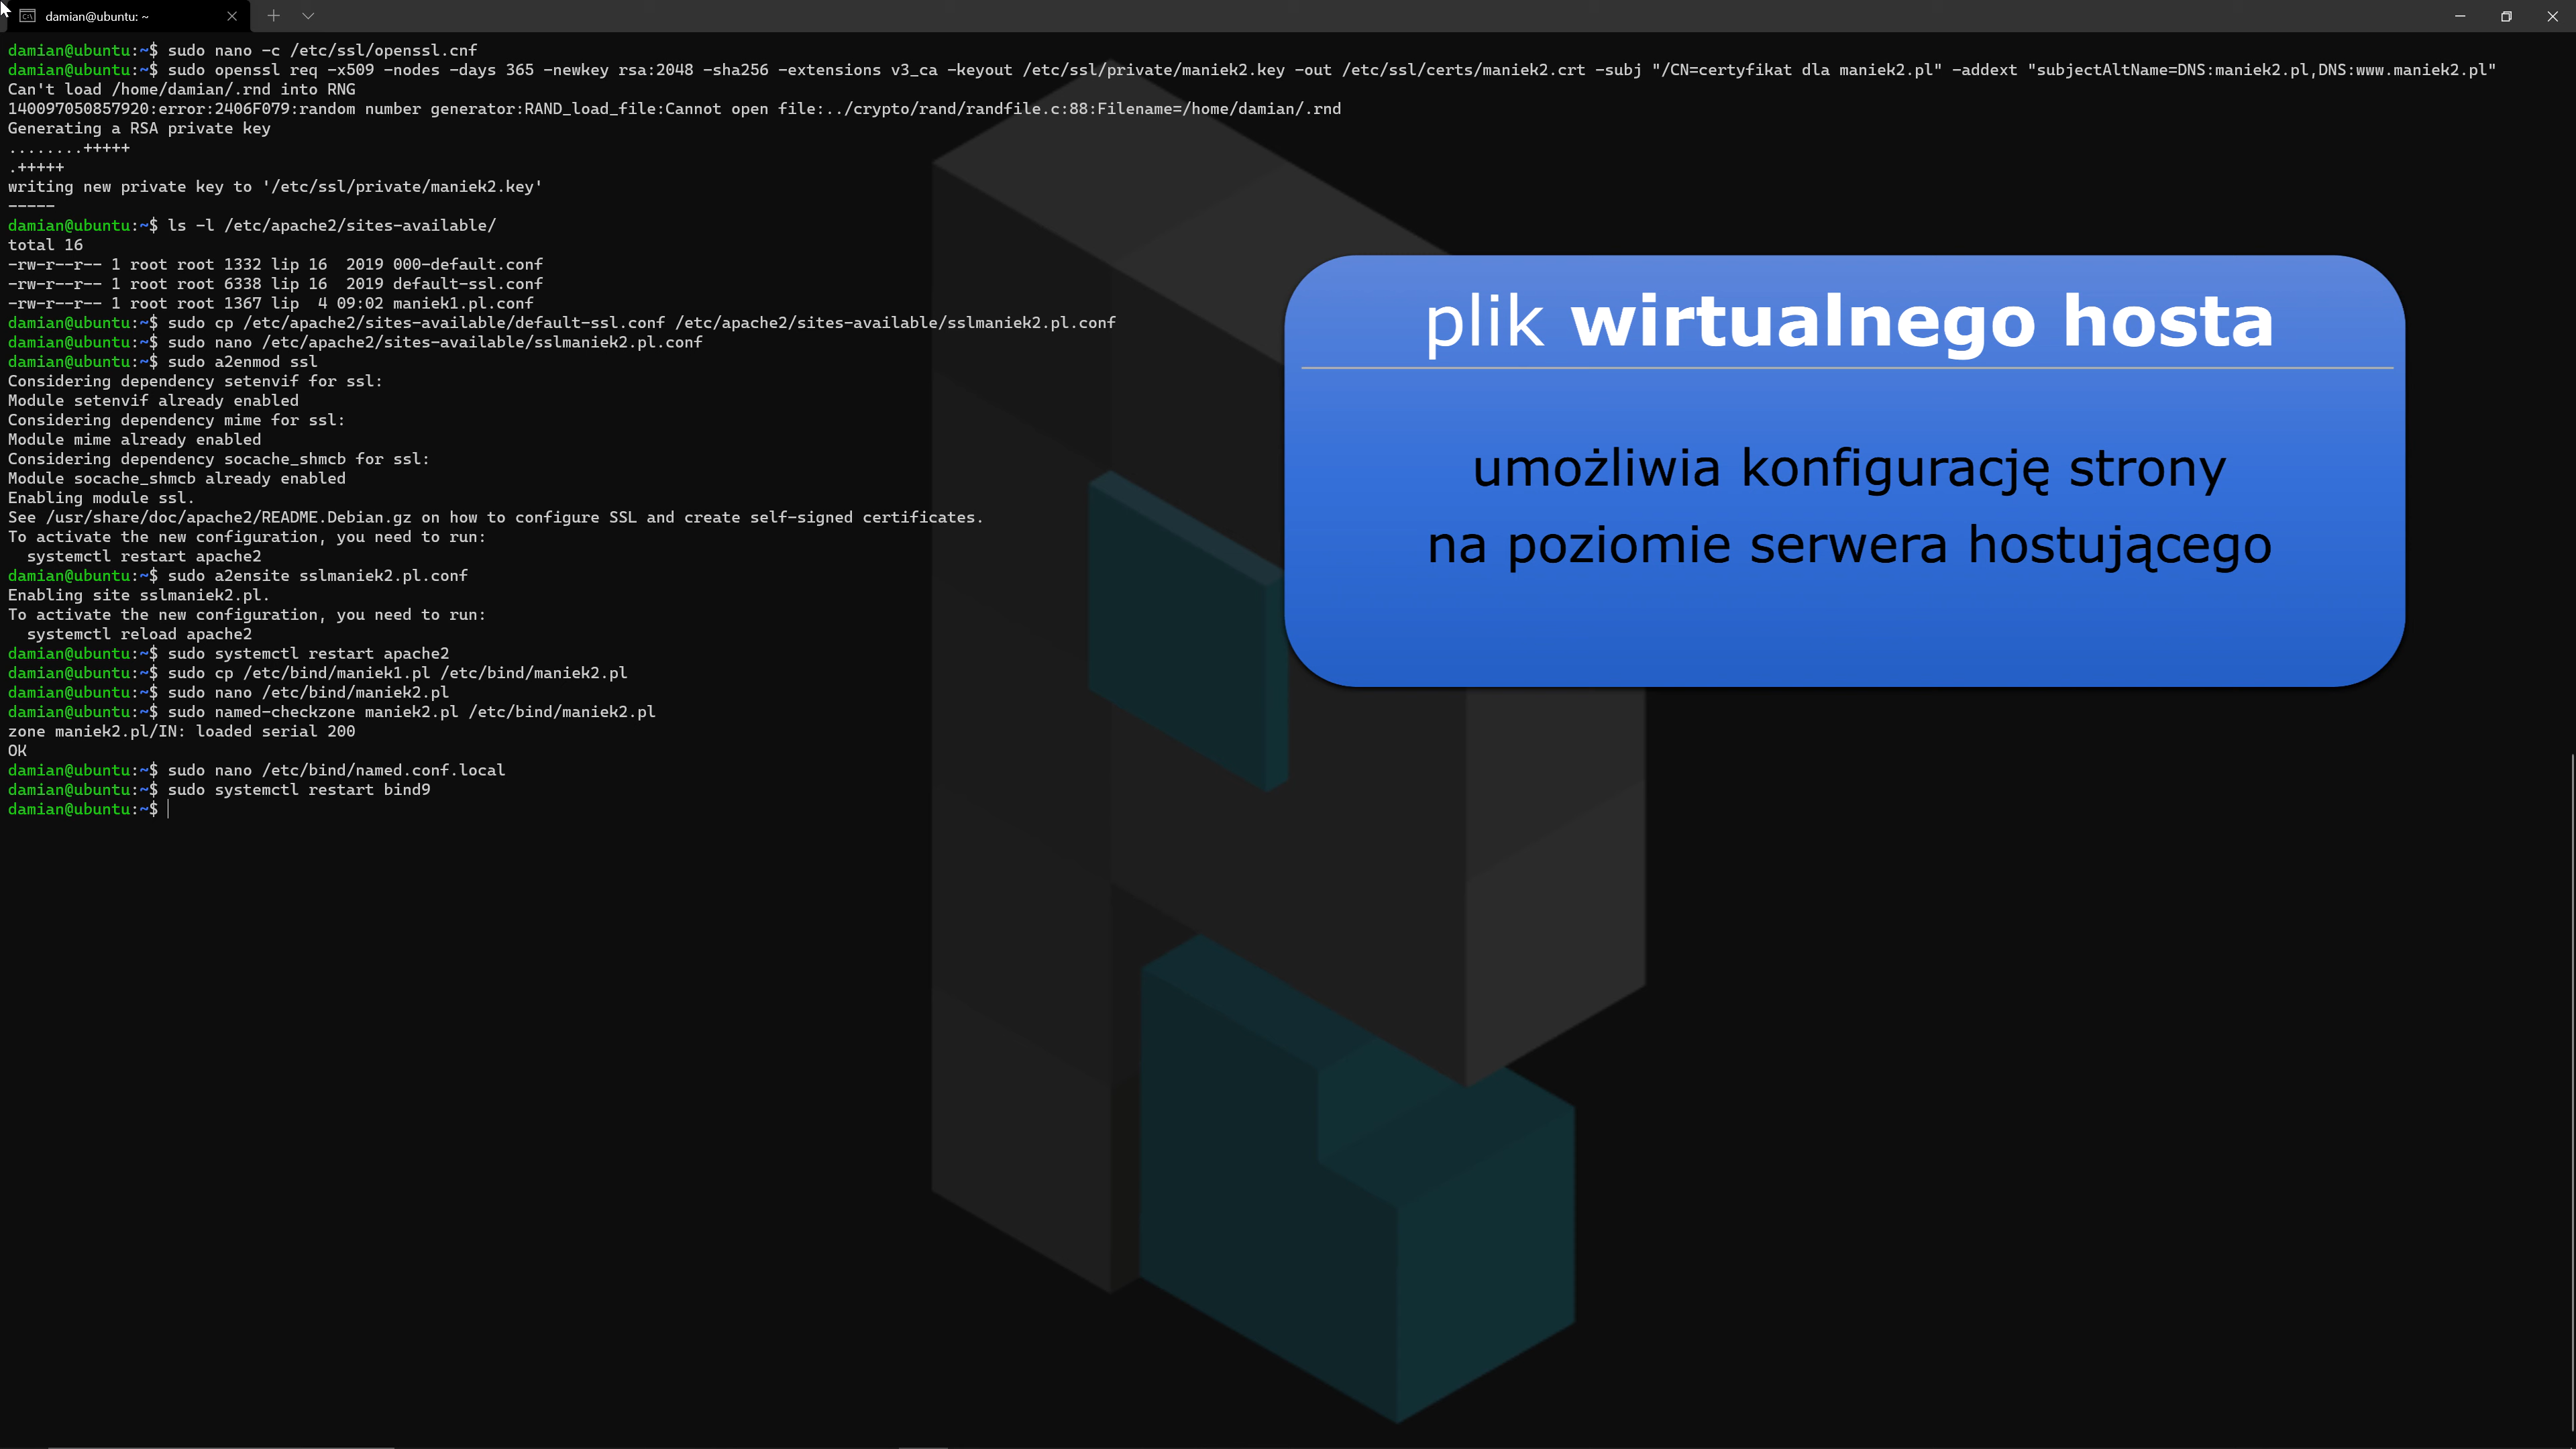 damian@ubuntu: ~
damian@ubuntu:~$ sudo nano -c /etc/ssl/openssl.cnf
damian@ubuntu:~$ sudo openssl req -x509 -nodes -days 365 -newkey rsa:2048 -sha256 -extensions v3_ca -keyout /etc/ssl/private/maniek2.key -out /etc/ssl/certs/maniek2.crt -subj "/CN=certyfikat dla maniek2.pl" -addext "subjectAltName=DNS:maniek2.pl,DNS:www.maniek2.pl"
Can't load /home/damian/.rnd into RNG
140097050857920:error:2406F079:random number generator:RAND_load_file:Cannot open file:../crypto/rand/randfile.c:88:Filename=/home/damian/.rnd
Generating a RSA private key
........+++++
.+++++
writing new private key to '/etc/ssl/private/maniek2.key'
-----
damian@ubuntu:~$ ls -l /etc/apache2/sites-available/
total 16
-rw-r--r-- 1 root root 1332 lip 16  2019 000-default.conf
-rw-r--r-- 1 root root 6338 lip 16  2019 default-ssl.conf
-rw-r--r-- 1 root root 1367 lip  4 09:02 maniek1.pl.conf
damian@ubuntu:~$ sudo cp /etc/apache2/sites-available/default-ssl.conf /etc/apache2/sites-available/sslmaniek2.pl.conf
damian@ubuntu:~$ sudo nano /etc/apache2/sites-available/sslmaniek2.pl.conf
damian@ubuntu:~$ sudo a2enmod ssl
Considering dependency setenvif for ssl:
Module setenvif already enabled
Considering dependency mime for ssl:
Module mime already enabled
Considering dependency socache_shmcb for ssl:
Module socache_shmcb already enabled
Enabling module ssl.
See /usr/share/doc/apache2/README.Debian.gz on how to configure SSL and create self-signed certificates.
To activate the new configuration, you need to run:
  systemctl restart apache2
damian@ubuntu:~$ sudo a2ensite sslmaniek2.pl.conf
Enabling site sslmaniek2.pl.
To activate the new configuration, you need to run:
  systemctl reload apache2
damian@ubuntu:~$ sudo systemctl restart apache2
damian@ubuntu:~$ sudo cp /etc/bind/maniek1.pl /etc/bind/maniek2.pl
damian@ubuntu:~$ sudo nano /etc/bind/maniek2.pl
damian@ubuntu:~$ sudo named-checkzone maniek2.pl /etc/bind/maniek2.pl
zone maniek2.pl/IN: loaded serial 200
OK
damian@ubuntu:~$ sudo nano /etc/bind/named.conf.local
damian@ubuntu:~$ sudo systemctl restart bind9
damian@ubuntu:~$
plik wirtualnego hosta
umożliwia konfigurację strony
na poziomie serwera hostującego